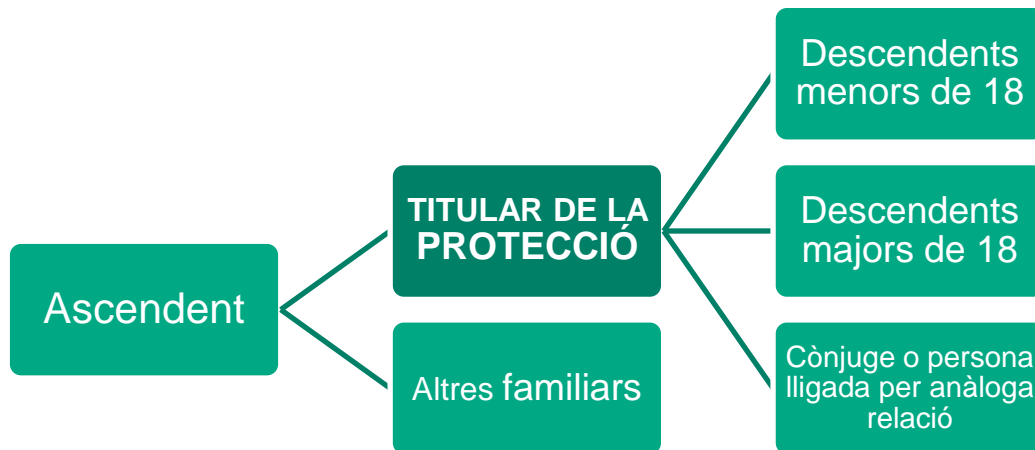 Ascendent
TITULAR DE LA
PROTECCIÓ
Altres familiars
Descendents
menors de 18
Descendents
majors de 18
Cònjuge o persona
lligada per anàloga
relació